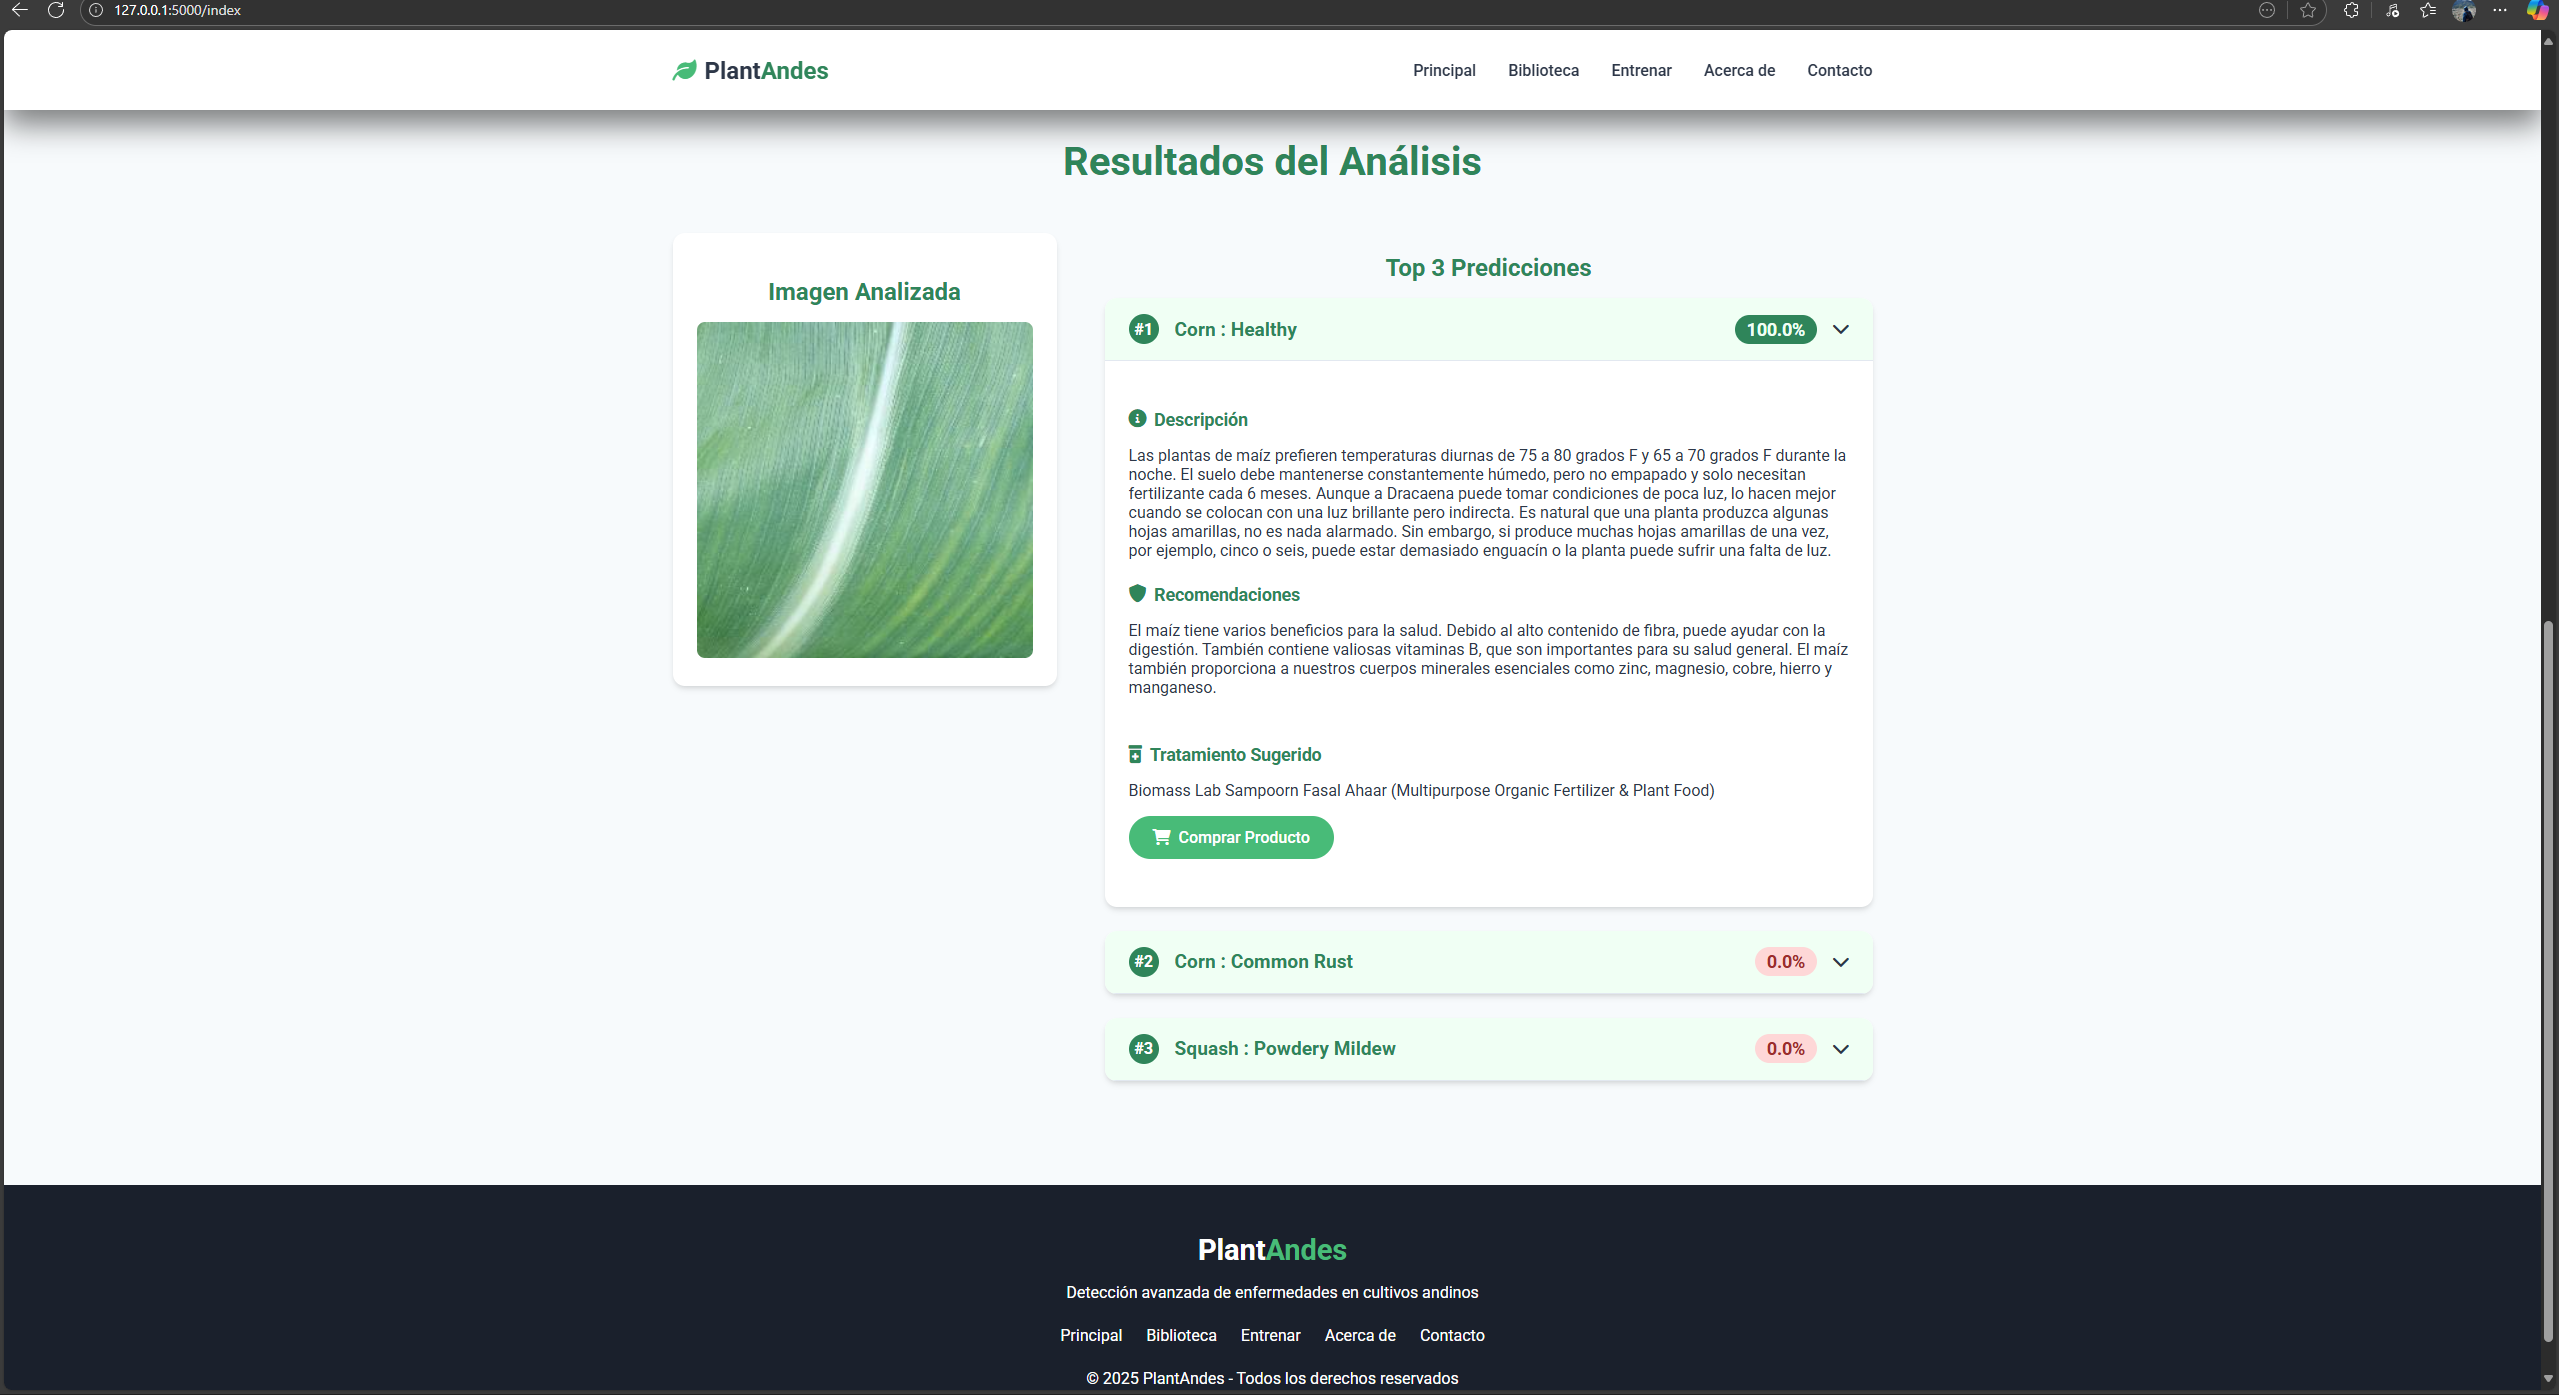 127.0.0.1:5000/index
PlantAndes
Principal Biblioteca Entrenar Acerca de Contacto
Resultados del Análisis
Imagen Analizada
Top 3 Predicciones
#1 Corn : Healthy 100.0%
Descripción
Las plantas de maíz prefieren temperaturas diurnas de 75 a 80 grados F y 65 a 70 grados F durante la
noche. El suelo debe mantenerse constantemente húmedo, pero no empapado y solo necesitan
fertilizante cada 6 meses. Aunque a Dracaena puede tomar condiciones de poca luz, lo hacen mejor
cuando se colocan con una luz brillante pero indirecta. Es natural que una planta produzca algunas
hojas amarillas, no es nada alarmado. Sin embargo, si produce muchas hojas amarillas de una vez,
por ejemplo, cinco o seis, puede estar demasiado enguacín o la planta puede sufrir una falta de luz.
Recomendaciones
El maíz tiene varios beneficios para la salud. Debido al alto contenido de fibra, puede ayudar con la
digestión. También contiene valiosas vitaminas B, que son importantes para su salud general. El maíz
también proporciona a nuestros cuerpos minerales esenciales como zinc, magnesio, cobre, hierro y
manganeso.
Tratamiento Sugerido
Biomass Lab Sampoorn Fasal Ahaar (Multipurpose Organic Fertilizer & Plant Food)
Comprar Producto
#2 Corn : Common Rust 0.0%
#3 Squash : Powdery Mildew 0.0%
PlantAndes
Detección avanzada de enfermedades en cultivos andinos
Principal Biblioteca Entrenar Acerca de Contacto
© 2025 PlantAndes - Todos los derechos reservados